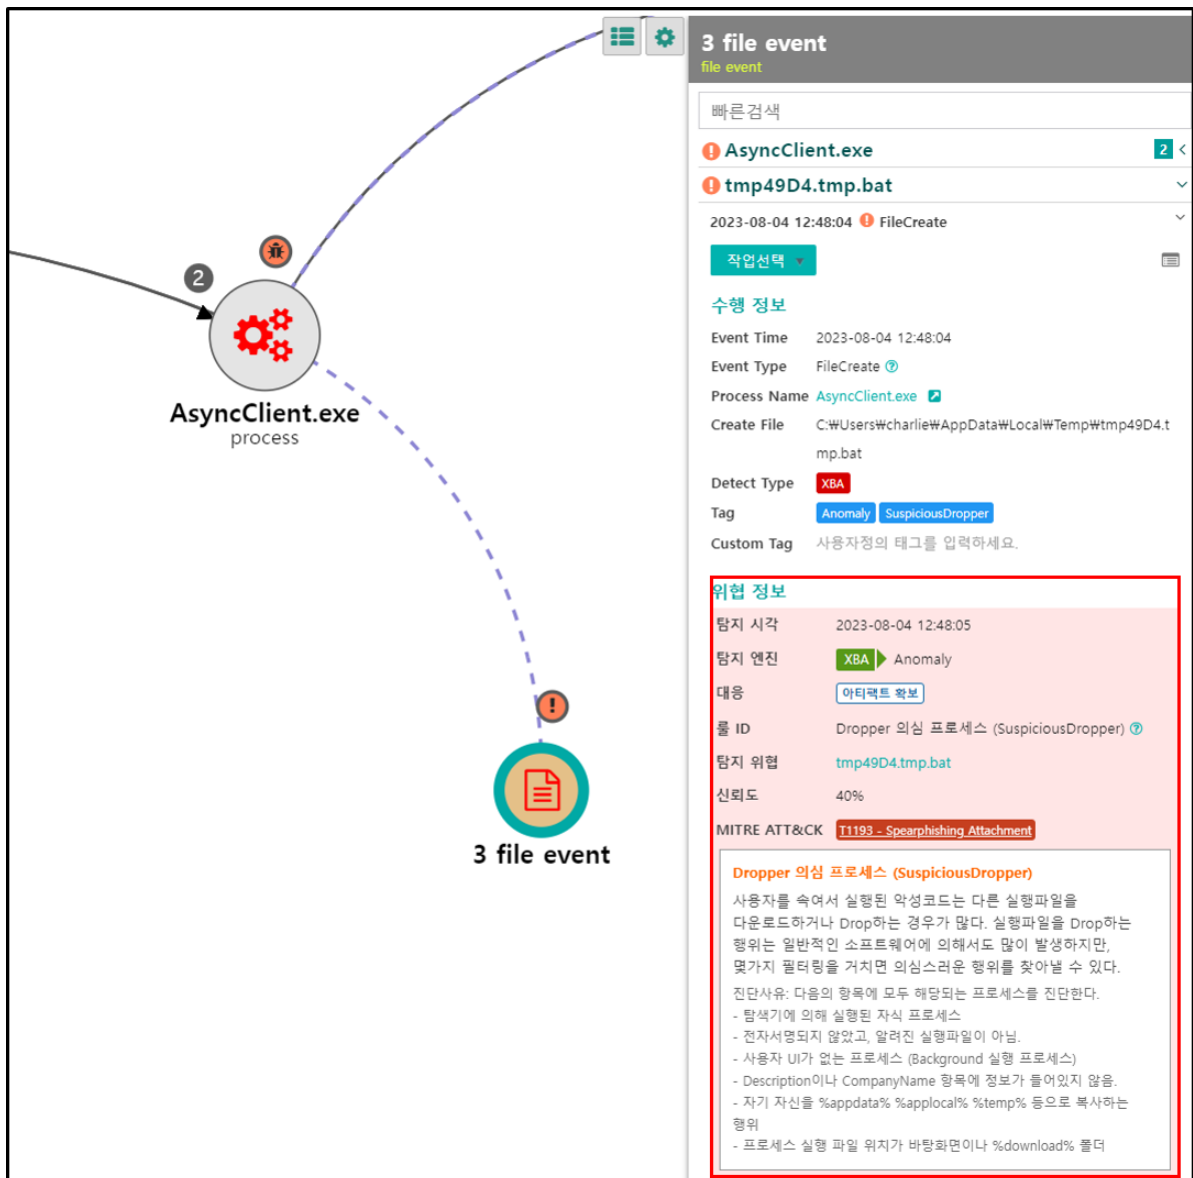 3 file event
file event
빠른검색
AsyncClient.exe 2
tmp49D4.tmp.bat
2023-08-04 12:48:04 FileCreate
작업선택
수행 정보
Event Time 2023-08-04 12:48:04
Event Type FileCreate
Process Name AsyncClient.exe
Create File C:₩Users₩charlie₩AppData₩Local₩Temp₩tmp49D4.t
mp.bat
Detect Type XBA
Tag Anomaly SuspiciousDropper
Custom Tag 사용자정의 태그를 입력하세요.
위협 정보
탐지 시각 2023-08-04 12:48:05
탐지 엔진 XBA Anomaly
대응 아티팩트 확보
룰 ID Dropper 의심 프로세스 (SuspiciousDropper)
탐지 위협 tmp49D4.tmp.bat
신뢰도 40%
MITRE ATT&CK T1193 - Spearphishing Attachment
Dropper 의심 프로세스 (SuspiciousDropper)
사용자를 속여서 실행된 악성코드는 다른 실행파일을
다운로드하거나 Drop하는 경우가 많다. 실행파일을 Drop하는
행위는 일반적인 소프트웨어에 의해서도 많이 발생하지만,
몇가지 필터링을 거치면 의심스러운 행위를 찾아낼 수 있다.
진단사유: 다음의 항목에 모두 해당되는 프로세스를 진단한다.
- 탐색기에 의해 실행된 자식 프로세스
- 전자서명되지 않았고, 알려진 실행파일이 아님.
- 사용자 UI가 없는 프로세스 (Background 실행 프로세스)
- Description이나 CompanyName 항목에 정보가 들어있지 않음.
- 자기 자신을 %appdata% %applocal% %temp% 등으로 복사하는
행위
- 프로세스 실행 파일 위치가 바탕화면이나 %download% 폴더
2
AsyncClient.exe
process
3 file event